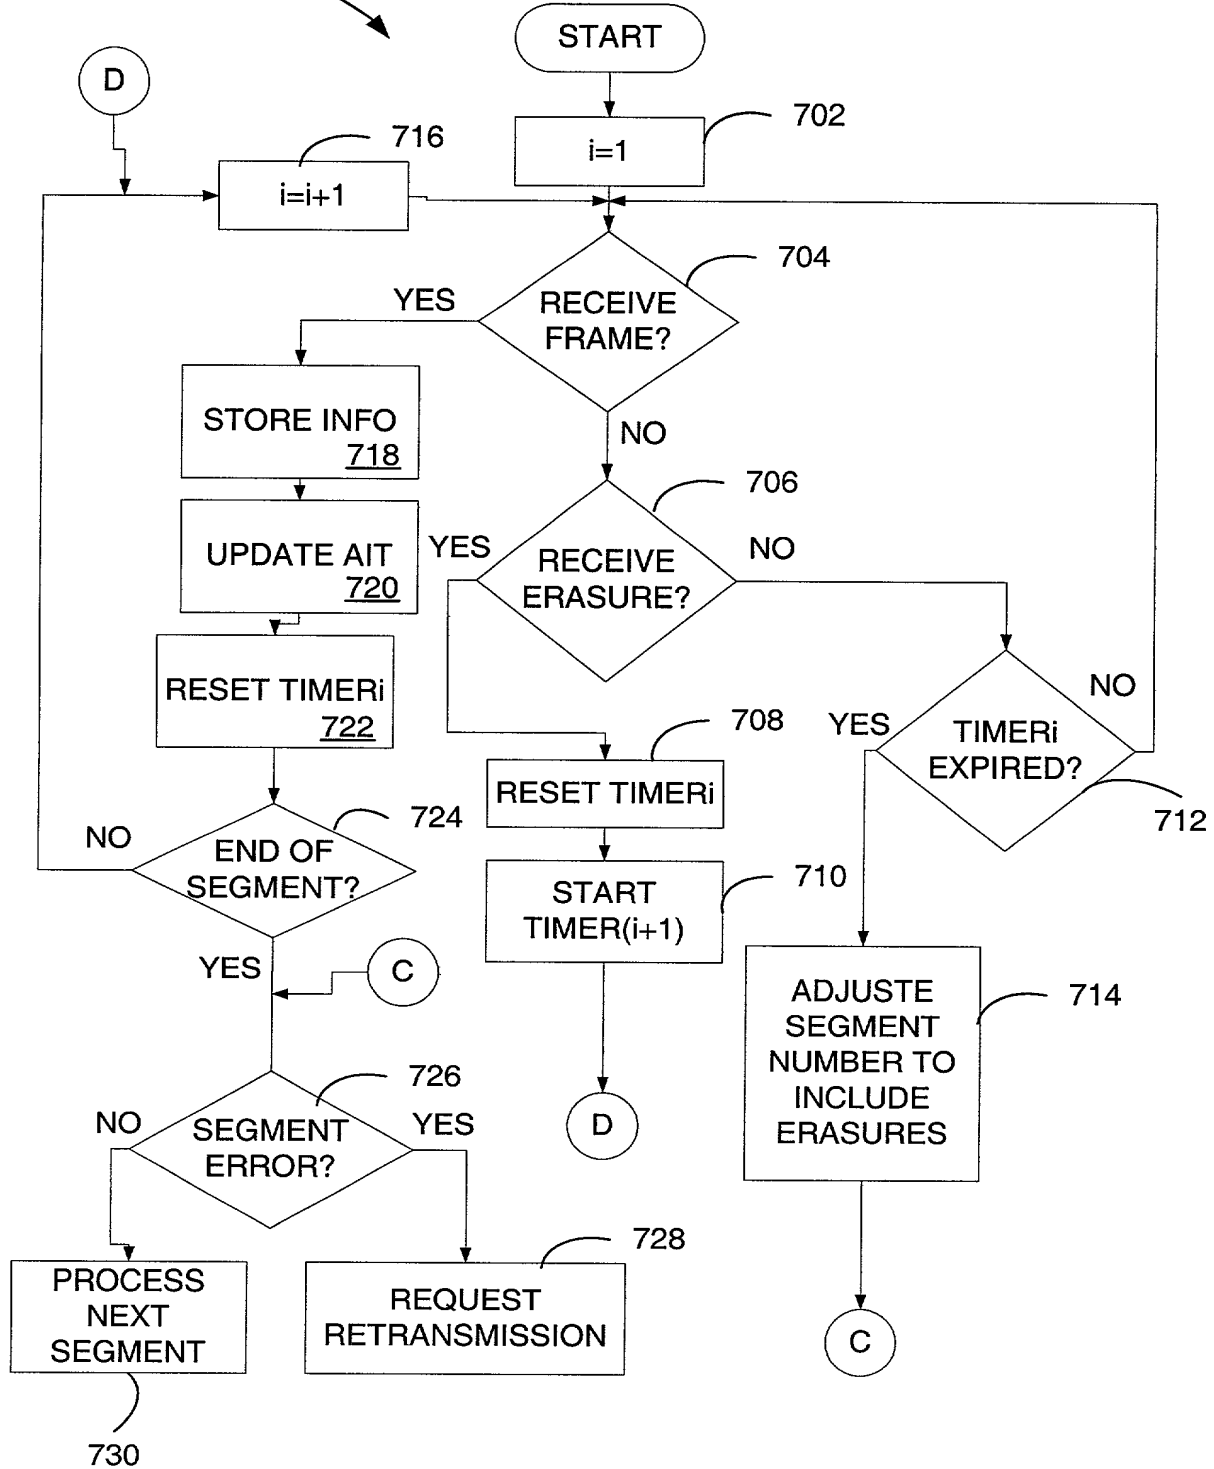 START
D
702
i=1
716
i=i+1
704
YES
RECEIVE
FRAME?
STORE INFO
718
NO
706
UPDATE AIT
720
YES
RECEIVE
ERASURE?
NO
RESET TIMERi
722
708
RESET TIMERi
YES
TIMERi
EXPIRED?
NO
712
NO
724
END OF
SEGMENT?
START
TIMER(i+1)
710
YES
C
ADJUSTE
SEGMENT
NUMBER TO
INCLUDE
ERASURES
714
726
NO
SEGMENT
ERROR?
YES
D
728
PROCESS
NEXT
SEGMENT
REQUEST
RETRANSMISSION
C
730